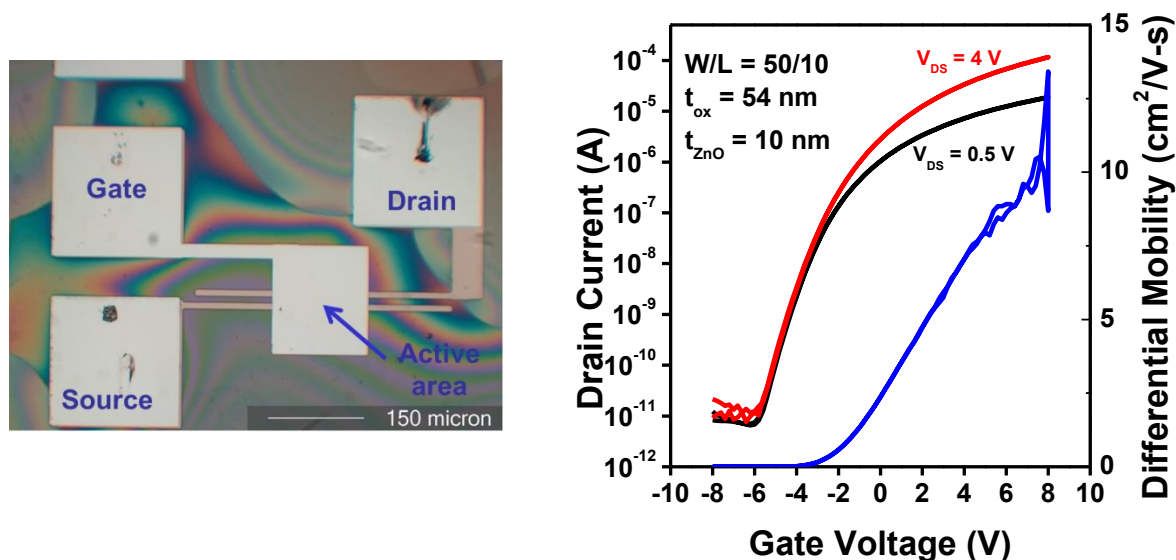 Gate
Drain
Active
area
Source
150 micron
W/L = 50/10
t_ox = 54 nm
t_ZnO = 10 nm
V_DS = 4 V
V_DS = 0.5 V
Drain Current (A)
10^-4
10^-5
10^-6
10^-7
10^-8
10^-9
10^-10
10^-11
10^-12
-10 -8 -6 -4 -2 0 2 4 6 8 10
Gate Voltage (V)
15
10
5
0
Differential Mobility (cm^2/V-s)